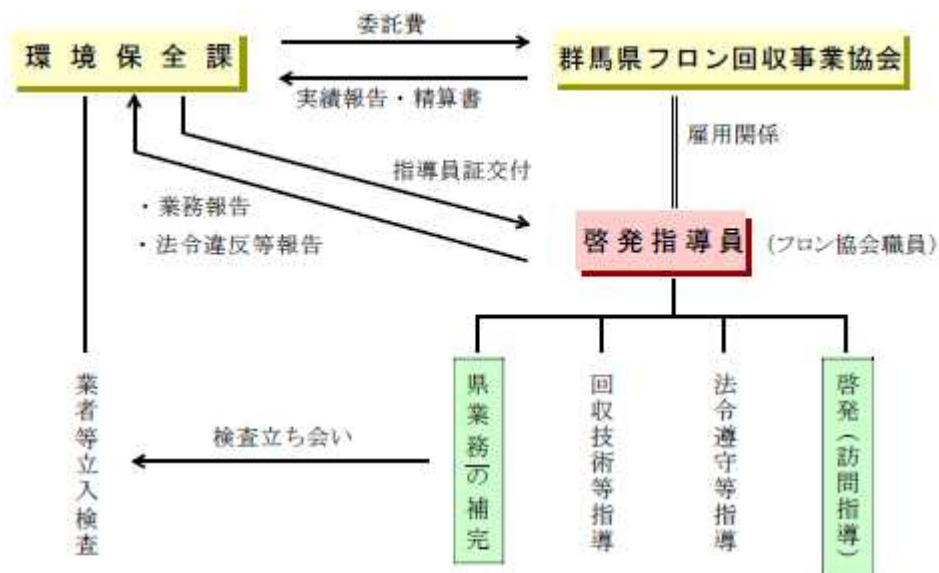 委託費
環境保全課
群馬県フロン回収事業協会
実績報告・精算書
雇用関係
指導員証交付
・業務報告
・法令違反等報告
啓発指導員
(フロン協会職員)
業者等立入検査
検査立ち会い
県業務の補完
回収技術等指導
法令遵守等指導
啓発(訪問指導)